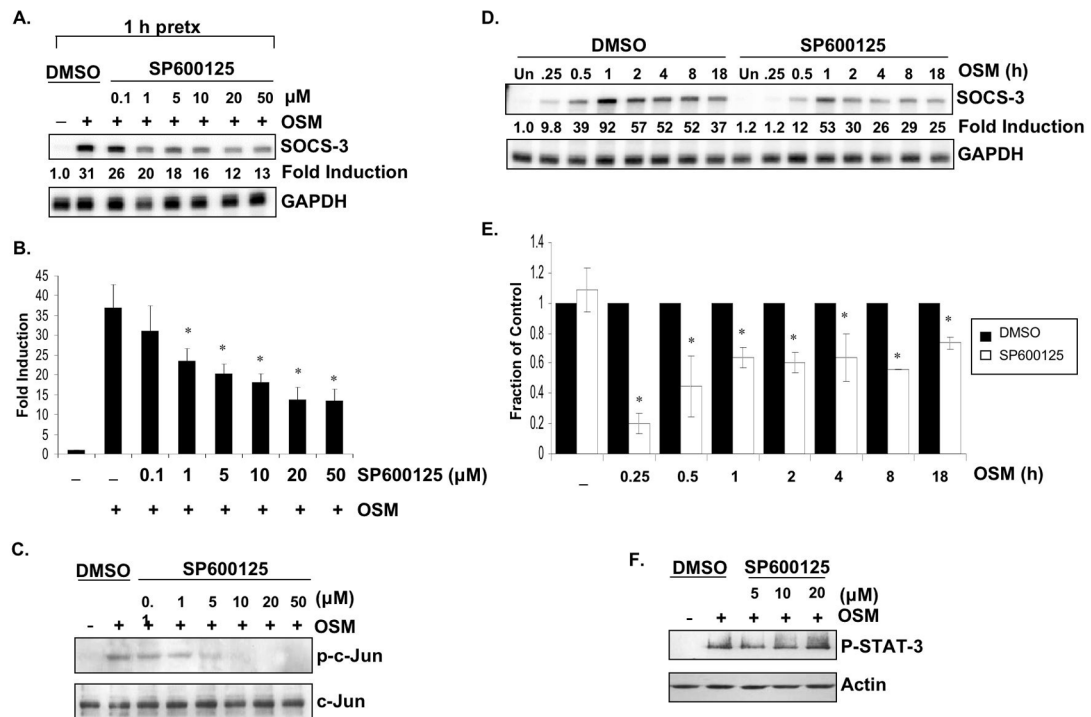 A.
1 h pretx
DMSO SP600125
0.1 1 5 10 20 50 µM
– + + + + + + + OSM
SOCS-3
1.0 31 26 20 18 16 12 13 Fold Induction
GAPDH
B.
Fold Induction
45
40
35
30
25
20
15
10
5
0
* * * * *
– – 0.1 1 5 10 20 50 SP600125 (µM)
+ + + + + + + OSM
C.
DMSO SP600125
0.1 1 5 10 20 50 (µM)
- + + + + + + + OSM
p-c-Jun
c-Jun
D.
DMSO SP600125
Un .25 0.5 1 2 4 8 18 Un .25 0.5 1 2 4 8 18 OSM (h)
SOCS-3
1.0 9.8 39 92 57 52 52 37 1.2 1.2 12 53 30 26 29 25 Fold Induction
GAPDH
E.
Fraction of Control
1.4
1.2
1
0.8
0.6
0.4
0.2
0
* * * * * * *
DMSO
SP600125
– 0.25 0.5 1 2 4 8 18 OSM (h)
F.
DMSO SP600125
5 10 20 (µM)
- + + + + OSM
P-STAT-3
Actin